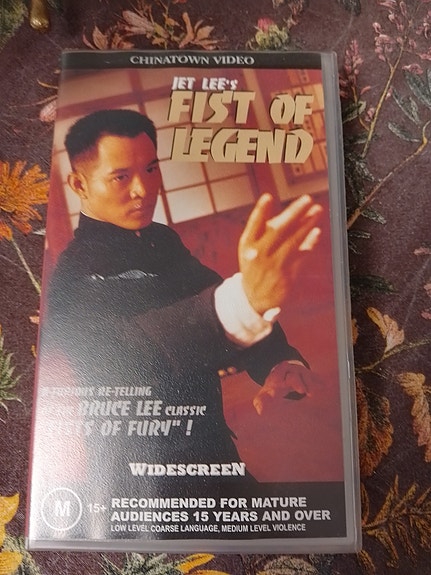 CHINATOWN VIDEO
JET LEE'S
FIST OF
LEGEND
FURIOUS RE-TELLING
BRUCE LEE CLASSIC
OF FURY" !
WIDESCREEN
M 15+ RECOMMENDED FOR MATURE
AUDIENCES 15 YEARS AND OVER
LOW LEVEL COARSE LANGUAGE, MEDIUM LEVEL VIOLENCE